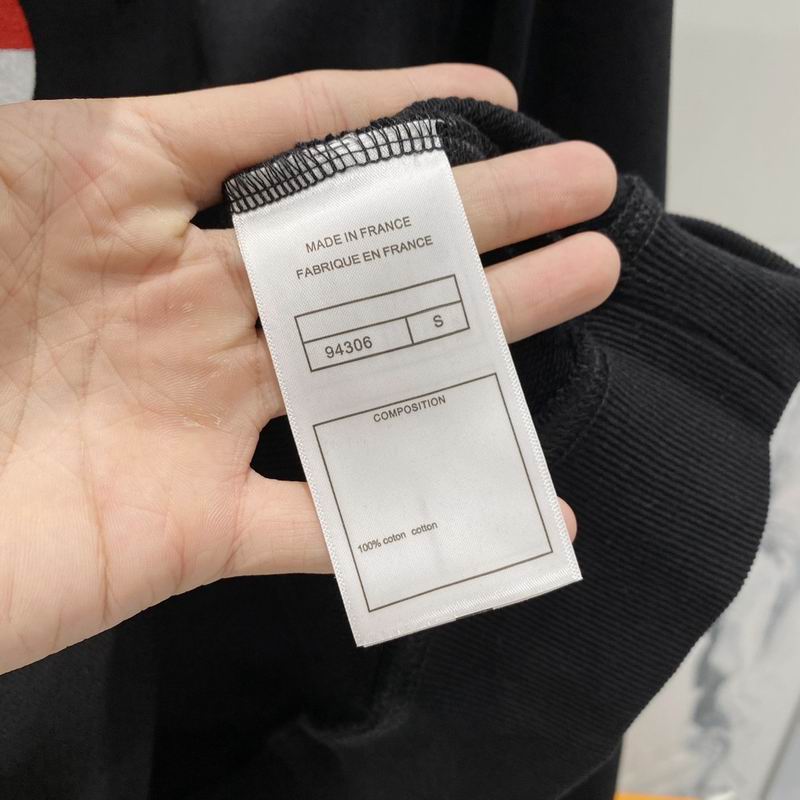 MADE IN FRANCE
FABRIQUE EN FRANCE
94306 S
COMPOSITION
100% coton cotton